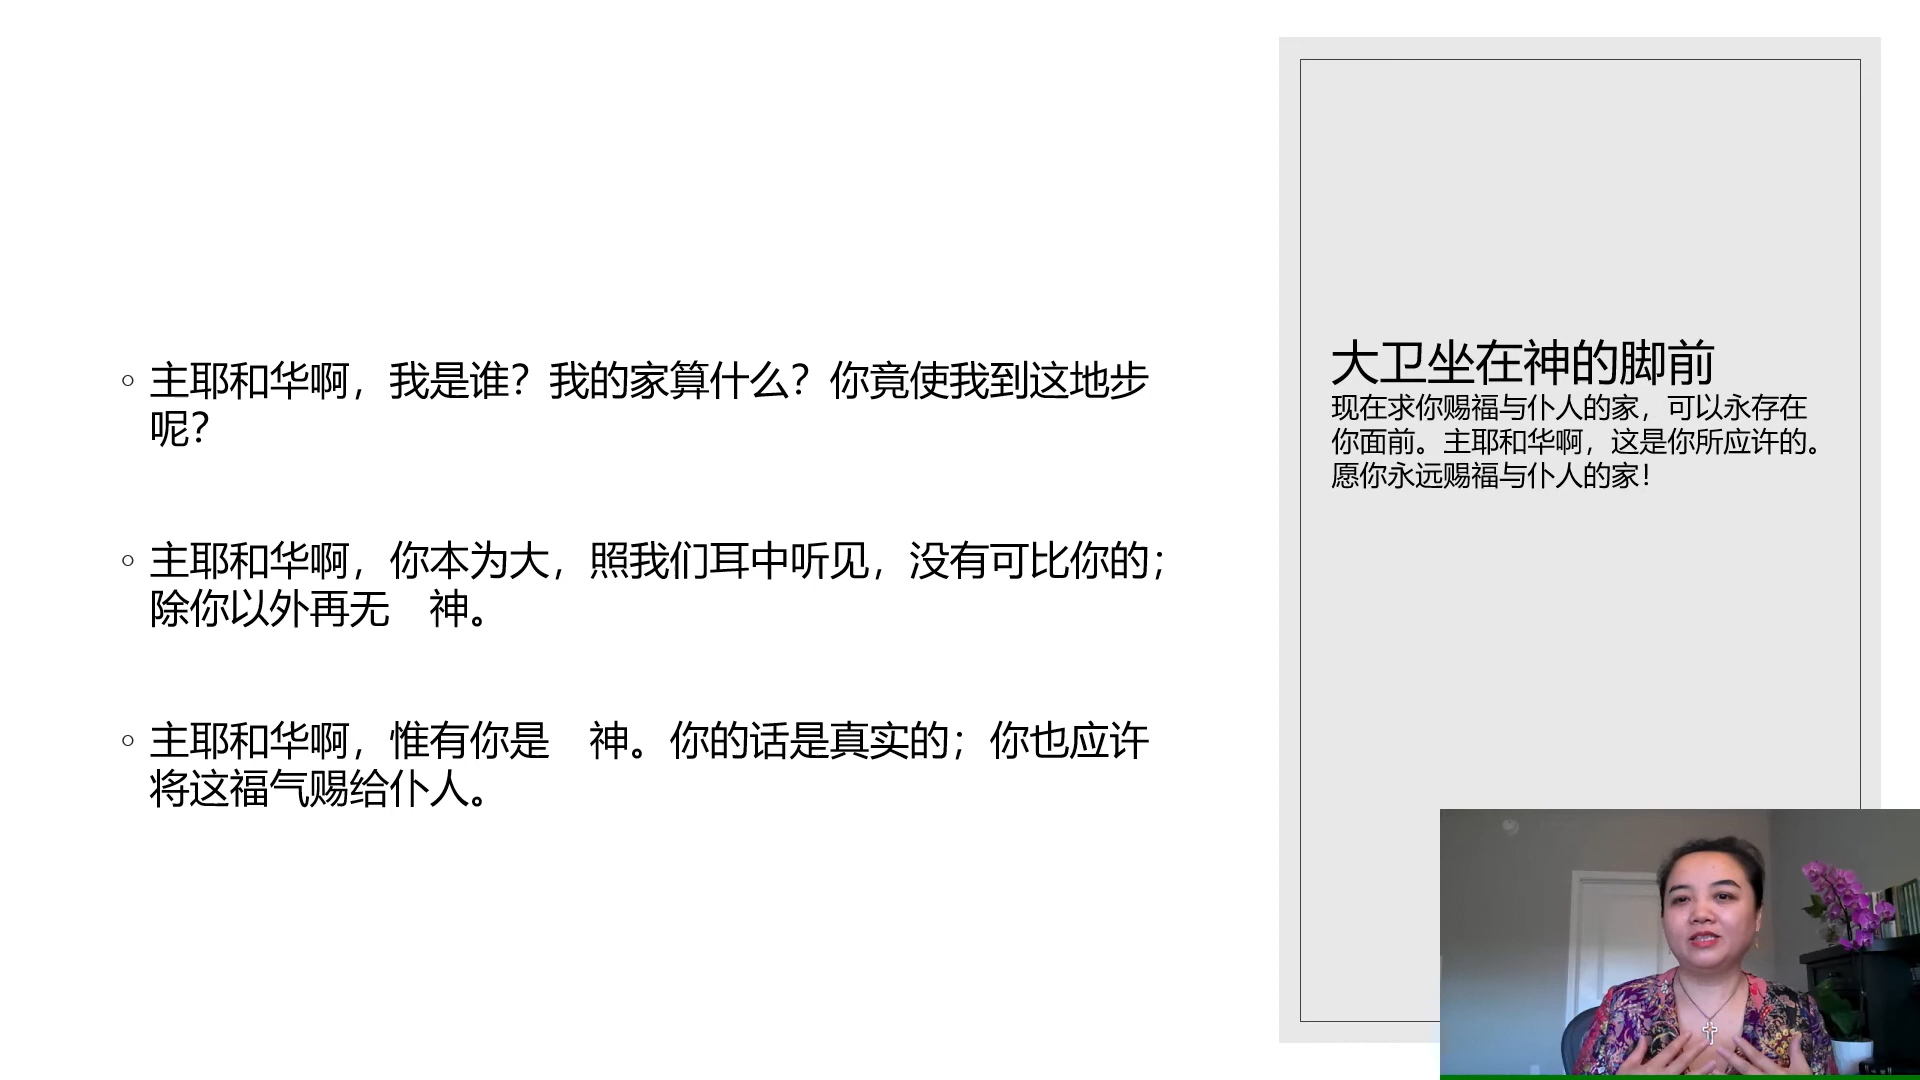 主耶和华啊，我是谁？我的家算什么？你竟使我到这地步
呢？
主耶和华啊，你本为大，照我们耳中听见，没有可比你的；
除你以外再无　神。
主耶和华啊，惟有你是　神。你的话是真实的；你也应许
将这福气赐给仆人。
大卫坐在神的脚前
现在求你赐福与仆人的家，可以永存在
你面前。主耶和华啊，这是你所应许的。
愿你永远赐福与仆人的家！